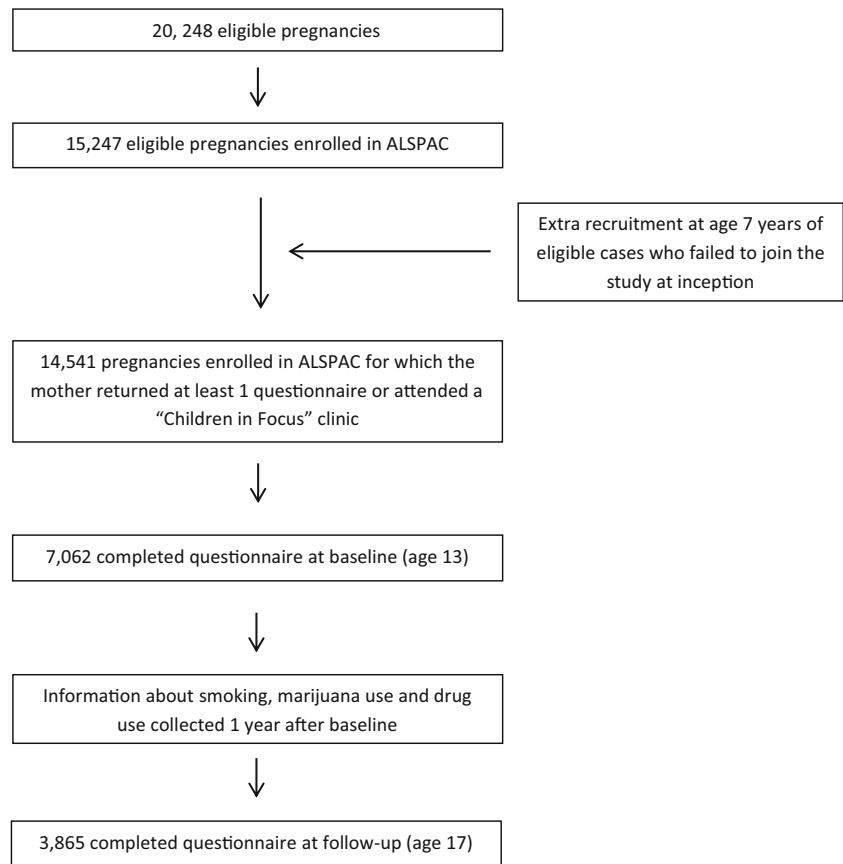 20, 248 eligible pregnancies
15,247 eligible pregnancies enrolled in ALSPAC
Extra recruitment at age 7 years of
eligible cases who failed to join the
study at inception
14,541 pregnancies enrolled in ALSPAC for which the
mother returned at least 1 questionnaire or attended a
“Children in Focus” clinic
7,062 completed questionnaire at baseline (age 13)
Information about smoking, marijuana use and drug
use collected 1 year after baseline
3,865 completed questionnaire at follow-up (age 17)